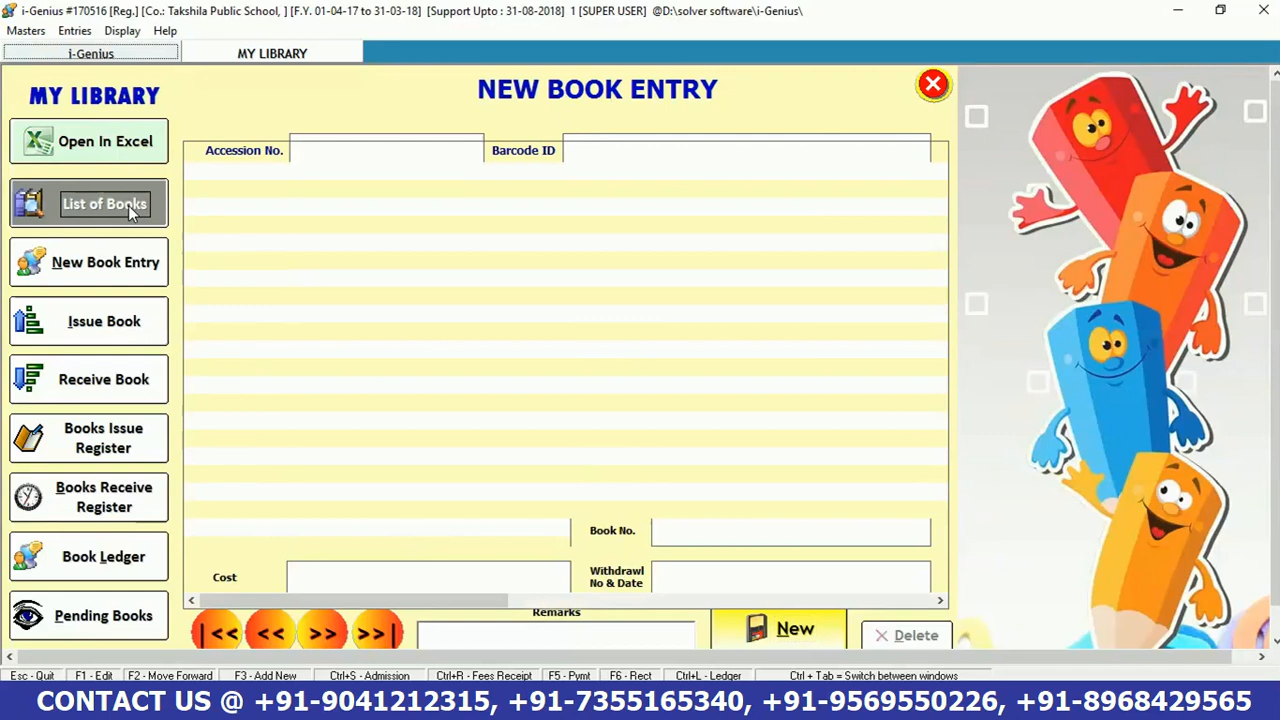 i-Genius #170516 [Reg.] [Co.: Takshila Public School, ] [F.Y. 01-04-17 to 31-03-18] [Support Upto : 31-08-2018] 1 [SUPER USER] @D:\solver software\i-Genius\
Masters Entries Display Help
i-Genius MY LIBRARY
MY LIBRARY
Open In Excel
List of Books
New Book Entry
Issue Book
Receive Book
Books Issue
Register
Books Receive
Register
Book Ledger
Pending Books
NEW BOOK ENTRY
Accession No. Barcode ID
Book No.
Cost Withdrawl
No & Date
Remarks
|<< << >> >>| New Delete
Esc - Quit F1 - Edit F2 - Move Forward F3 - Add New Ctrl+S - Admission Ctrl+R - Fees Receipt F5 - Pymt F6 - Rect Ctrl+L - Ledger Ctrl + Tab = Switch between windows
CONTACT US @ +91-9041212315, +91-7355165340, +91-9569550226, +91-8968429565